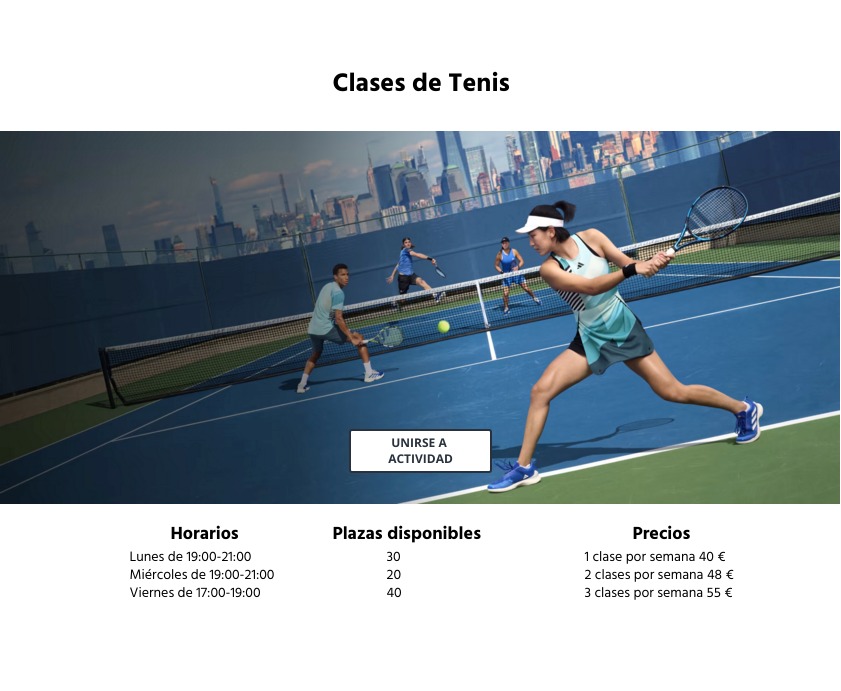 Clases de Tenis
UNIRSE A
ACTIVIDAD
Horarios
Lunes de 19:00-21:00
Miércoles de 19:00-21:00
Viernes de 17:00-19:00
Plazas disponibles
30
20
40
Precios
1 clase por semana 40 €
2 clases por semana 48 €
3 clases por semana 55 €